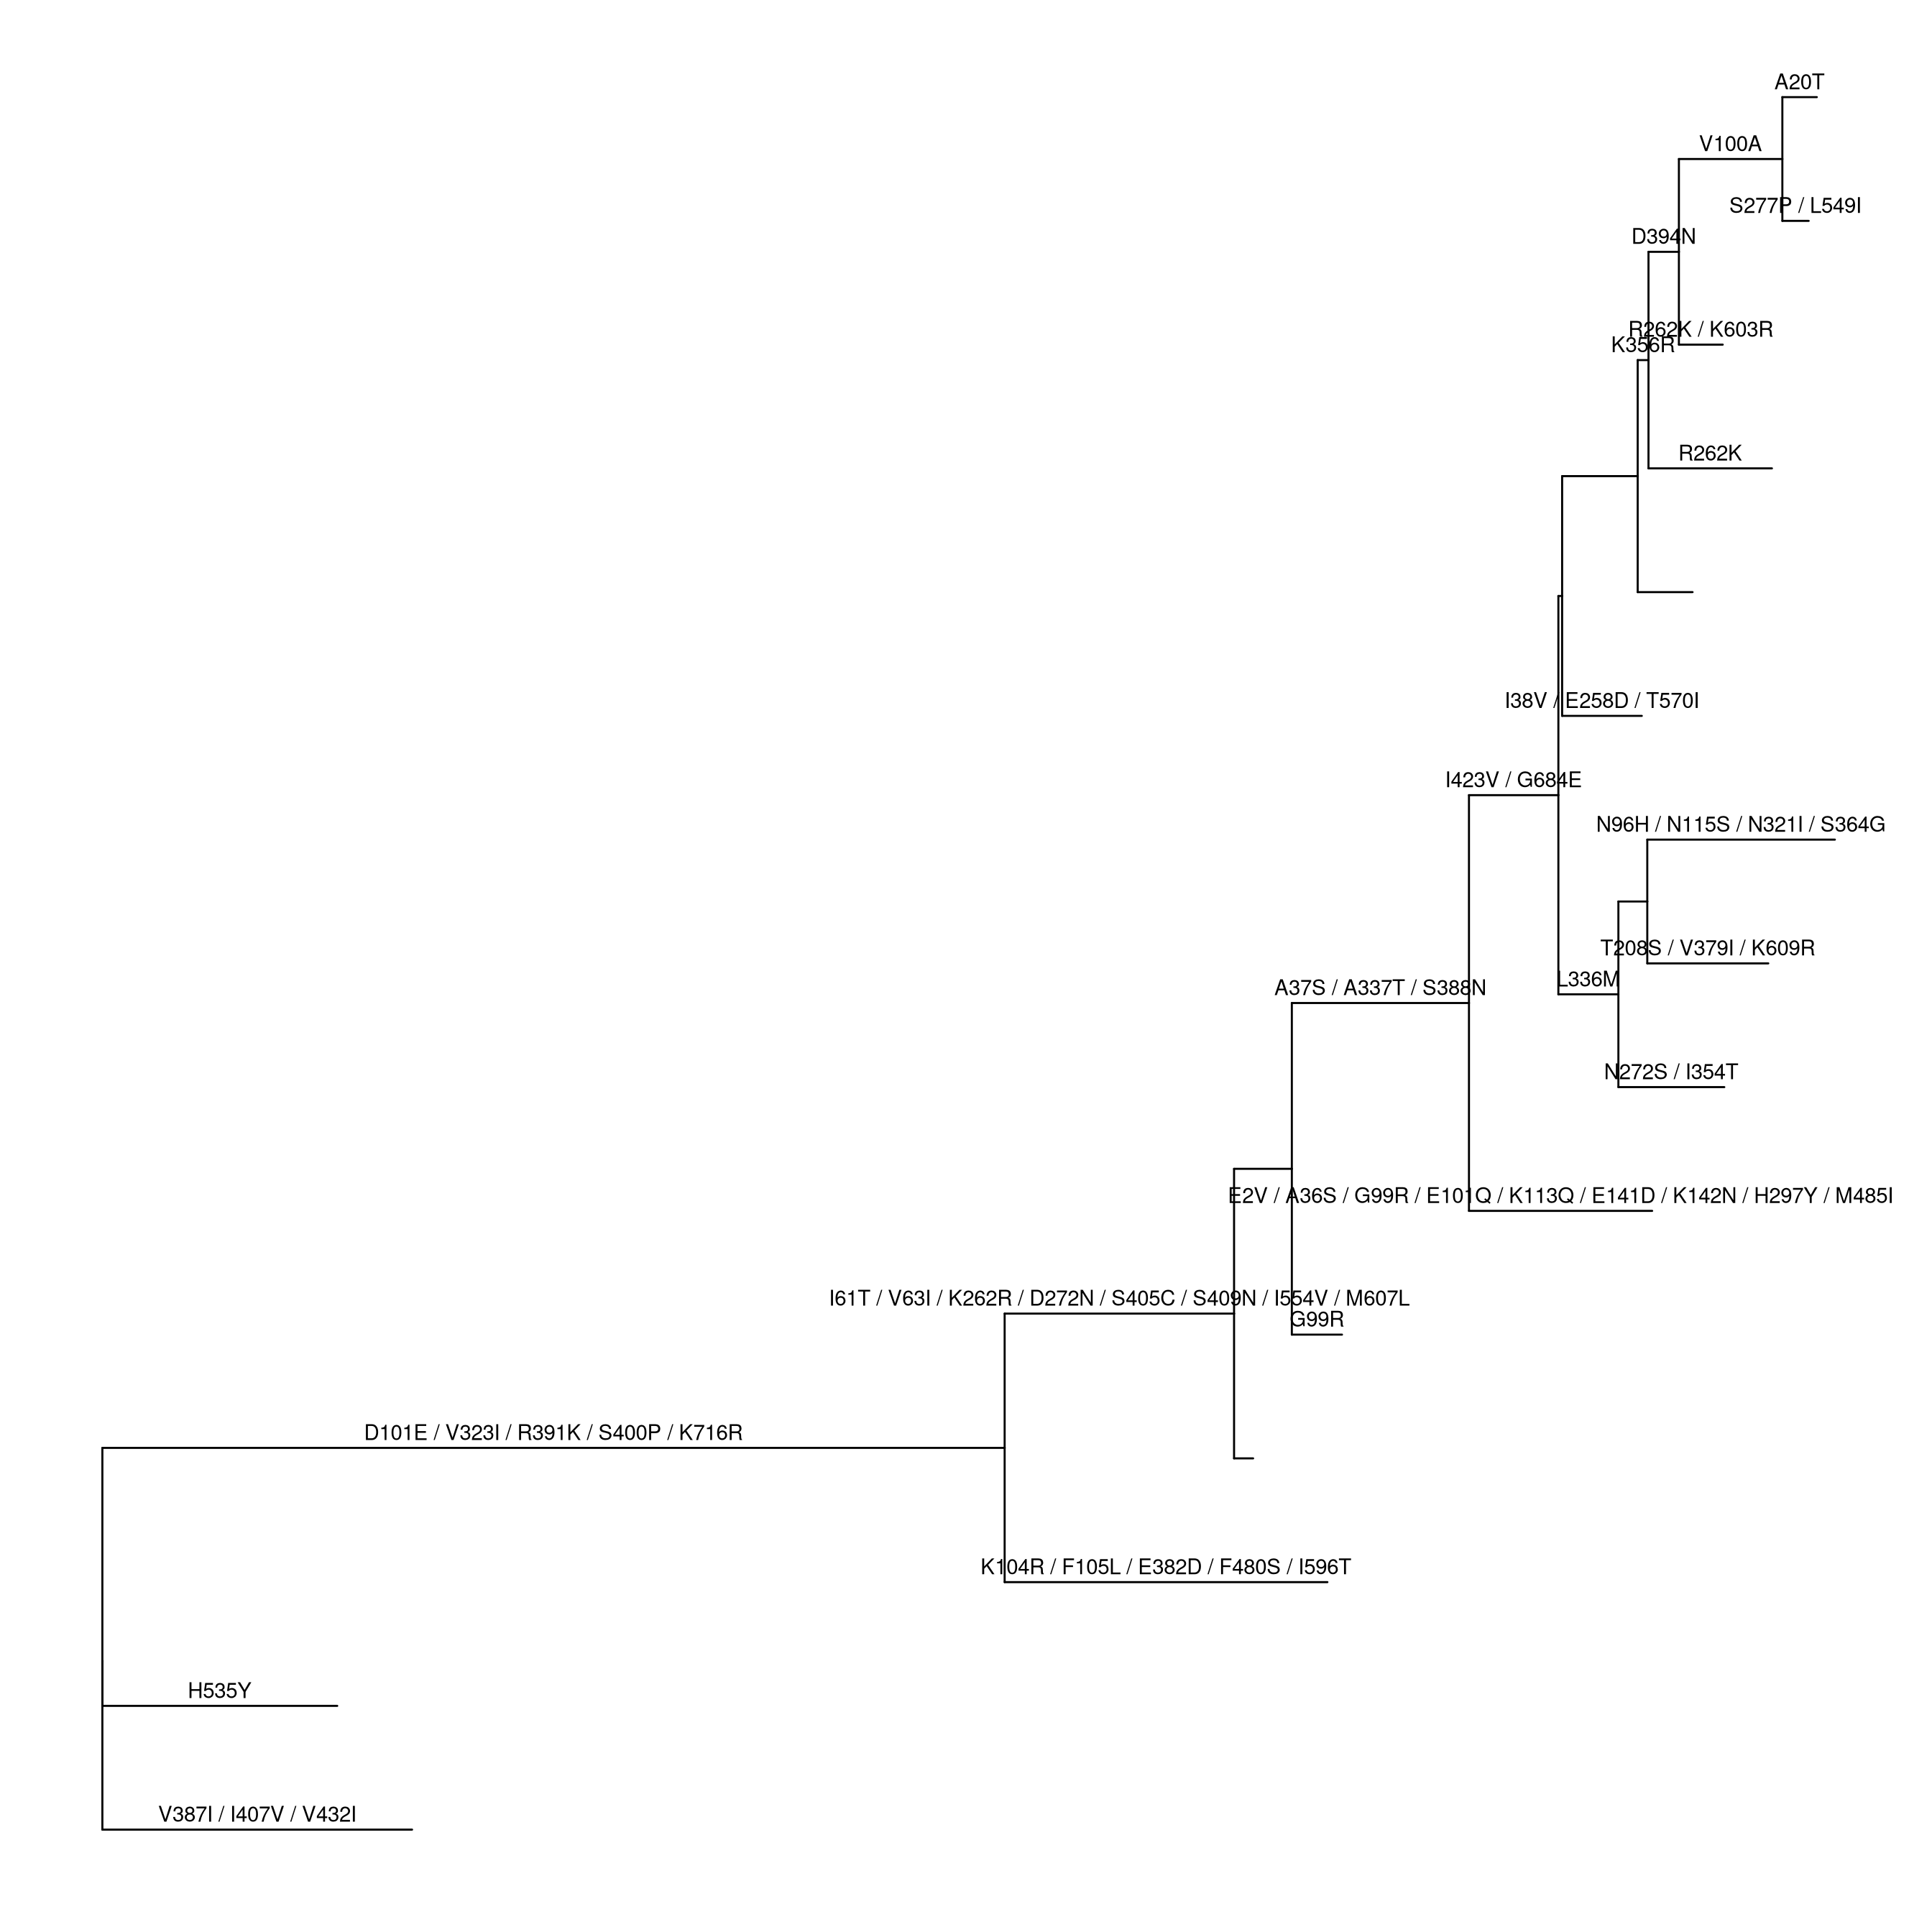 A20T
V100A
S277P / L549I
D394N
R262K / K603R
K356R
R262K
I38V / E258D / T570I
I423V / G684E
N96H / N115S / N321I / S364G
T208S / V379I / K609R
L336M
A37S / A337T / S388N
N272S / I354T
E2V / A36S / G99R / E101Q / K113Q / E141D / K142N / H297Y / M485I
I61T / V63I / K262R / D272N / S405C / S409N / I554V / M607L
G99R
D101E / V323I / R391K / S400P / K716R
K104R / F105L / E382D / F480S / I596T
H535Y
V387I / I407V / V432I